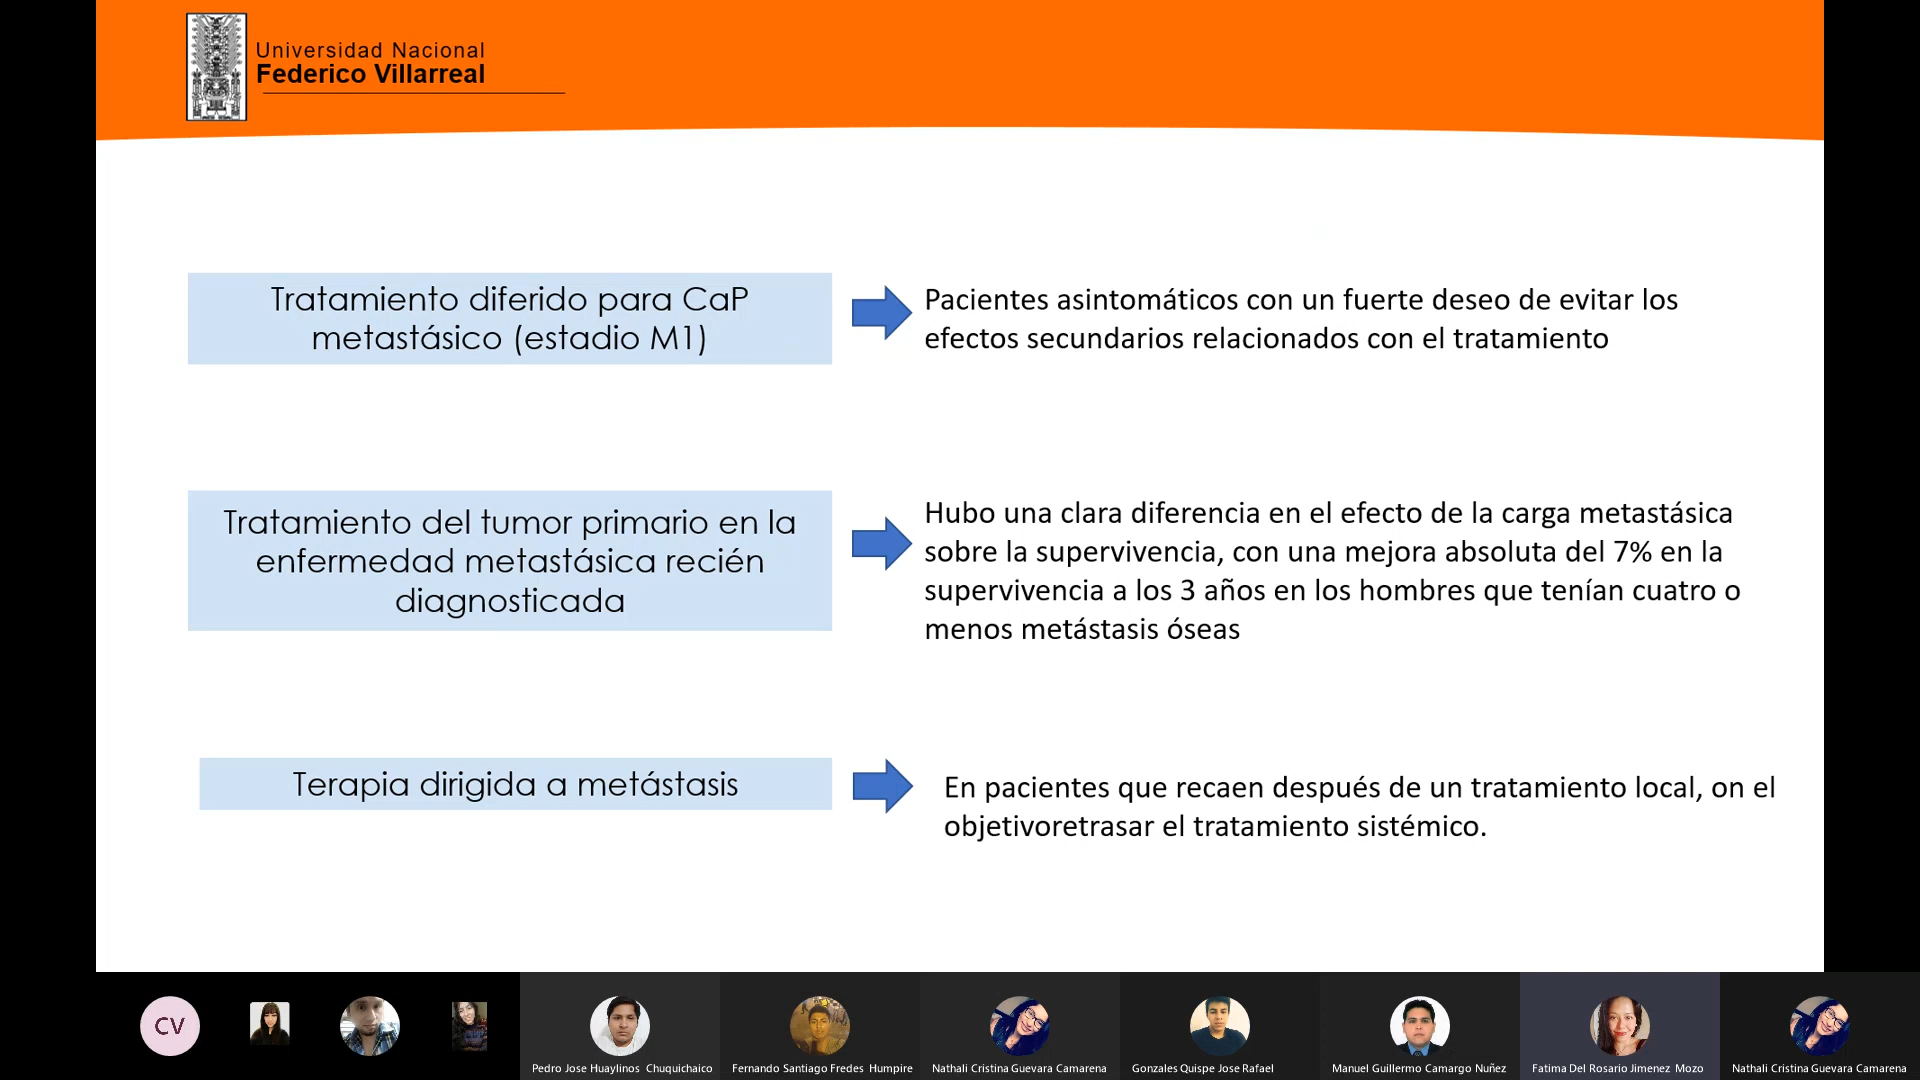 Universidad Nacional
Federico Villarreal
Tratamiento diferido para CaP
metastásico (estadio M1)
Pacientes asintomáticos con un fuerte deseo de evitar los
efectos secundarios relacionados con el tratamiento
Tratamiento del tumor primario en la
enfermedad metastásica recién
diagnosticada
Hubo una clara diferencia en el efecto de la carga metastásica
sobre la supervivencia, con una mejora absoluta del 7% en la
supervivencia a los 3 años en los hombres que tenían cuatro o
menos metástasis óseas
Terapia dirigida a metástasis
En pacientes que recaen después de un tratamiento local, on el
objetivoretrasar el tratamiento sistémico.
CV
Pedro Jose Huaylinos Chuquichaico
Fernando Santiago Fredes Humpire
Nathali Cristina Guevara Camarena
Gonzales Quispe Jose Rafael
Manuel Guillermo Camargo Nuñez
Fatima Del Rosario Jimenez Mozo
Nathali Cristina Guevara Camarena